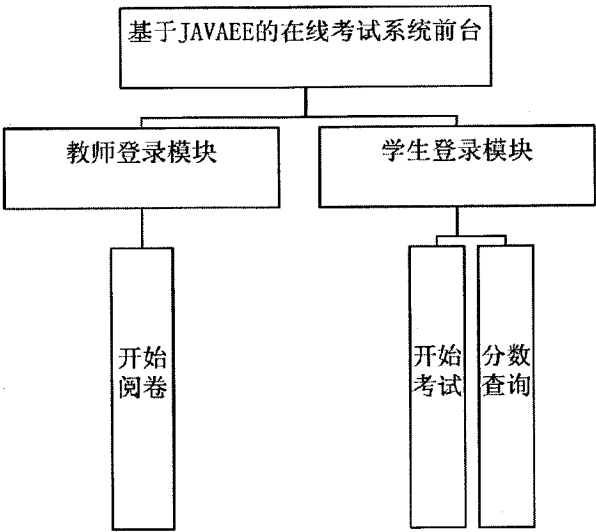 基于JAVAEE的在线考试系统前台
教师登录模块
学生登录模块
开始
阅卷
开始
考试
分数
查询